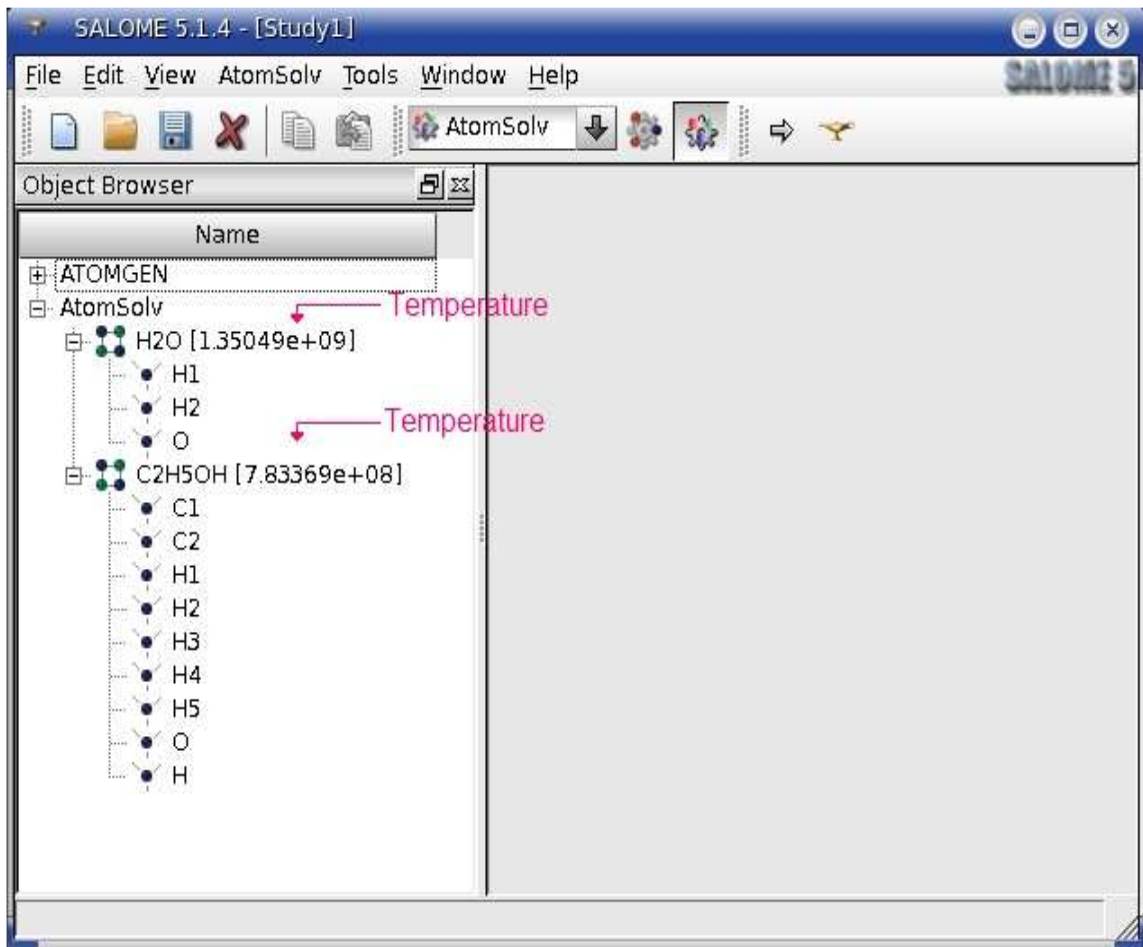 SALOME 5.1.4 - [Study1]
File Edit View AtomSolv Tools Window Help
SALOME 5
AtomSolv
Object Browser
Name
ATOMGEN
AtomSolv
Temperature
H2O [1.35049e+09]
H1
H2
Temperature
O
C2H5OH [7.83369e+08]
C1
C2
H1
H2
H3
H4
H5
O
H